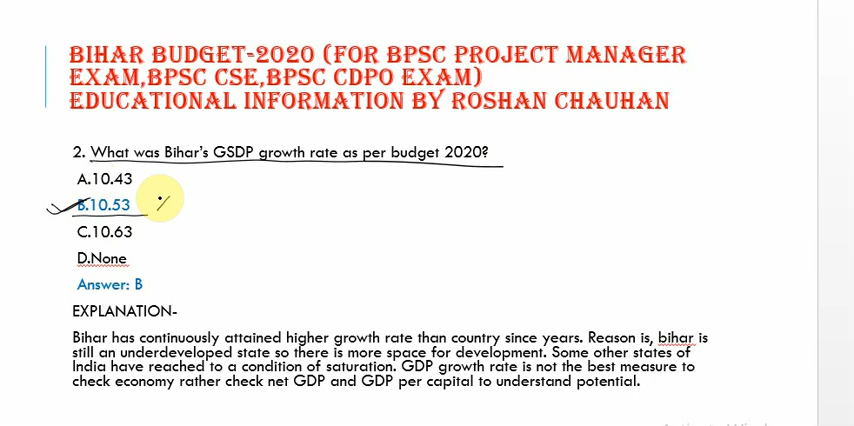 BIHAR BUDGET-2020 (FOR BPSC PROJECT MANAGER
EXAM,BPSC CSE,BPSC CDPO EXAM)
EDUCATIONAL INFORMATION BY ROSHAN CHAUHAN
2. What was Bihar's GSDP growth rate as per budget 2020?
A.10.43
B.10.53
C.10.63
D.None
Answer: B
EXPLANATION-
Bihar has continuously attained higher growth rate than country since years. Reason is, bihar is
still an underdeveloped state so there is more space for development. Some other states of
India have reached to a condition of saturation. GDP growth rate is not the best measure to
check economy rather check net GDP and GDP per capital to understand potential.